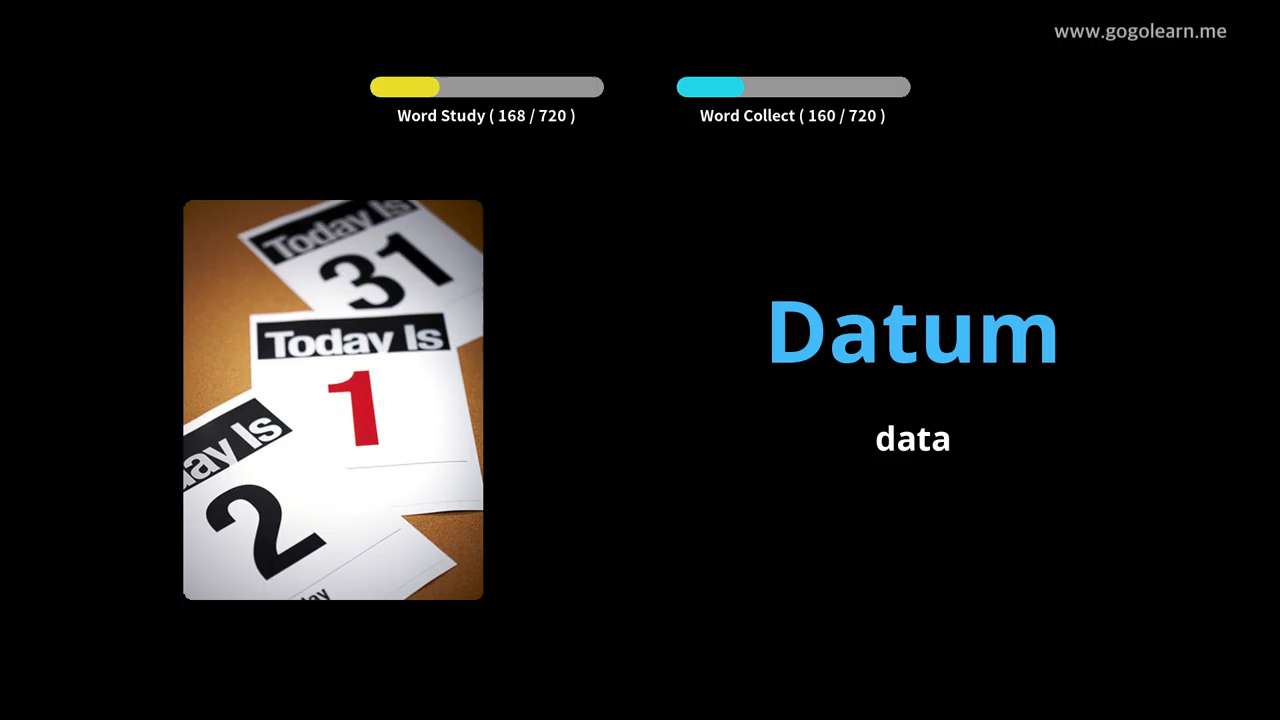 www.gogolearn.me
Word Study ( 168 / 720 )
Word Collect ( 160 / 720 )
Today Is
31
Today Is
1
ay Is
2
day
Datum
data